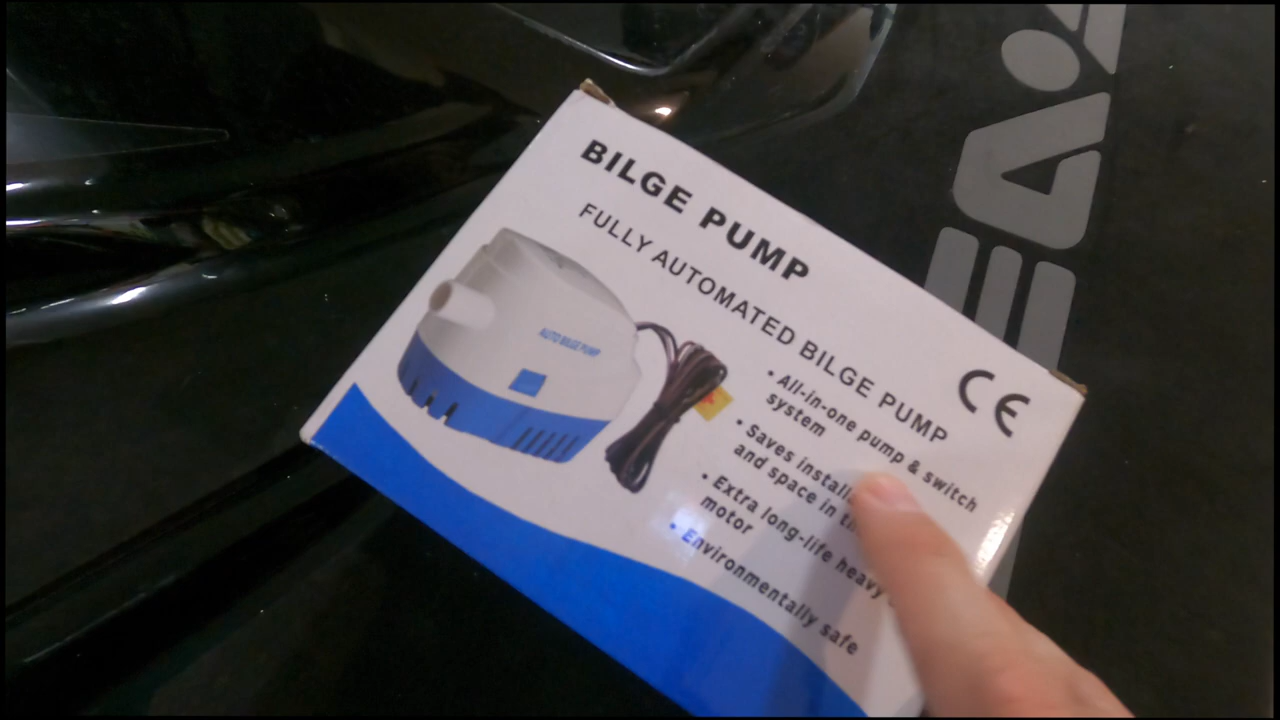 BILGE PUMP
FULLY AUTOMATED BILGE PUMP
CE
AUTO BILGE PUMP
• All-in-one pump & switch
system
• Saves
and space in
• Extra long-life heavy
motor
• Environmentally safe